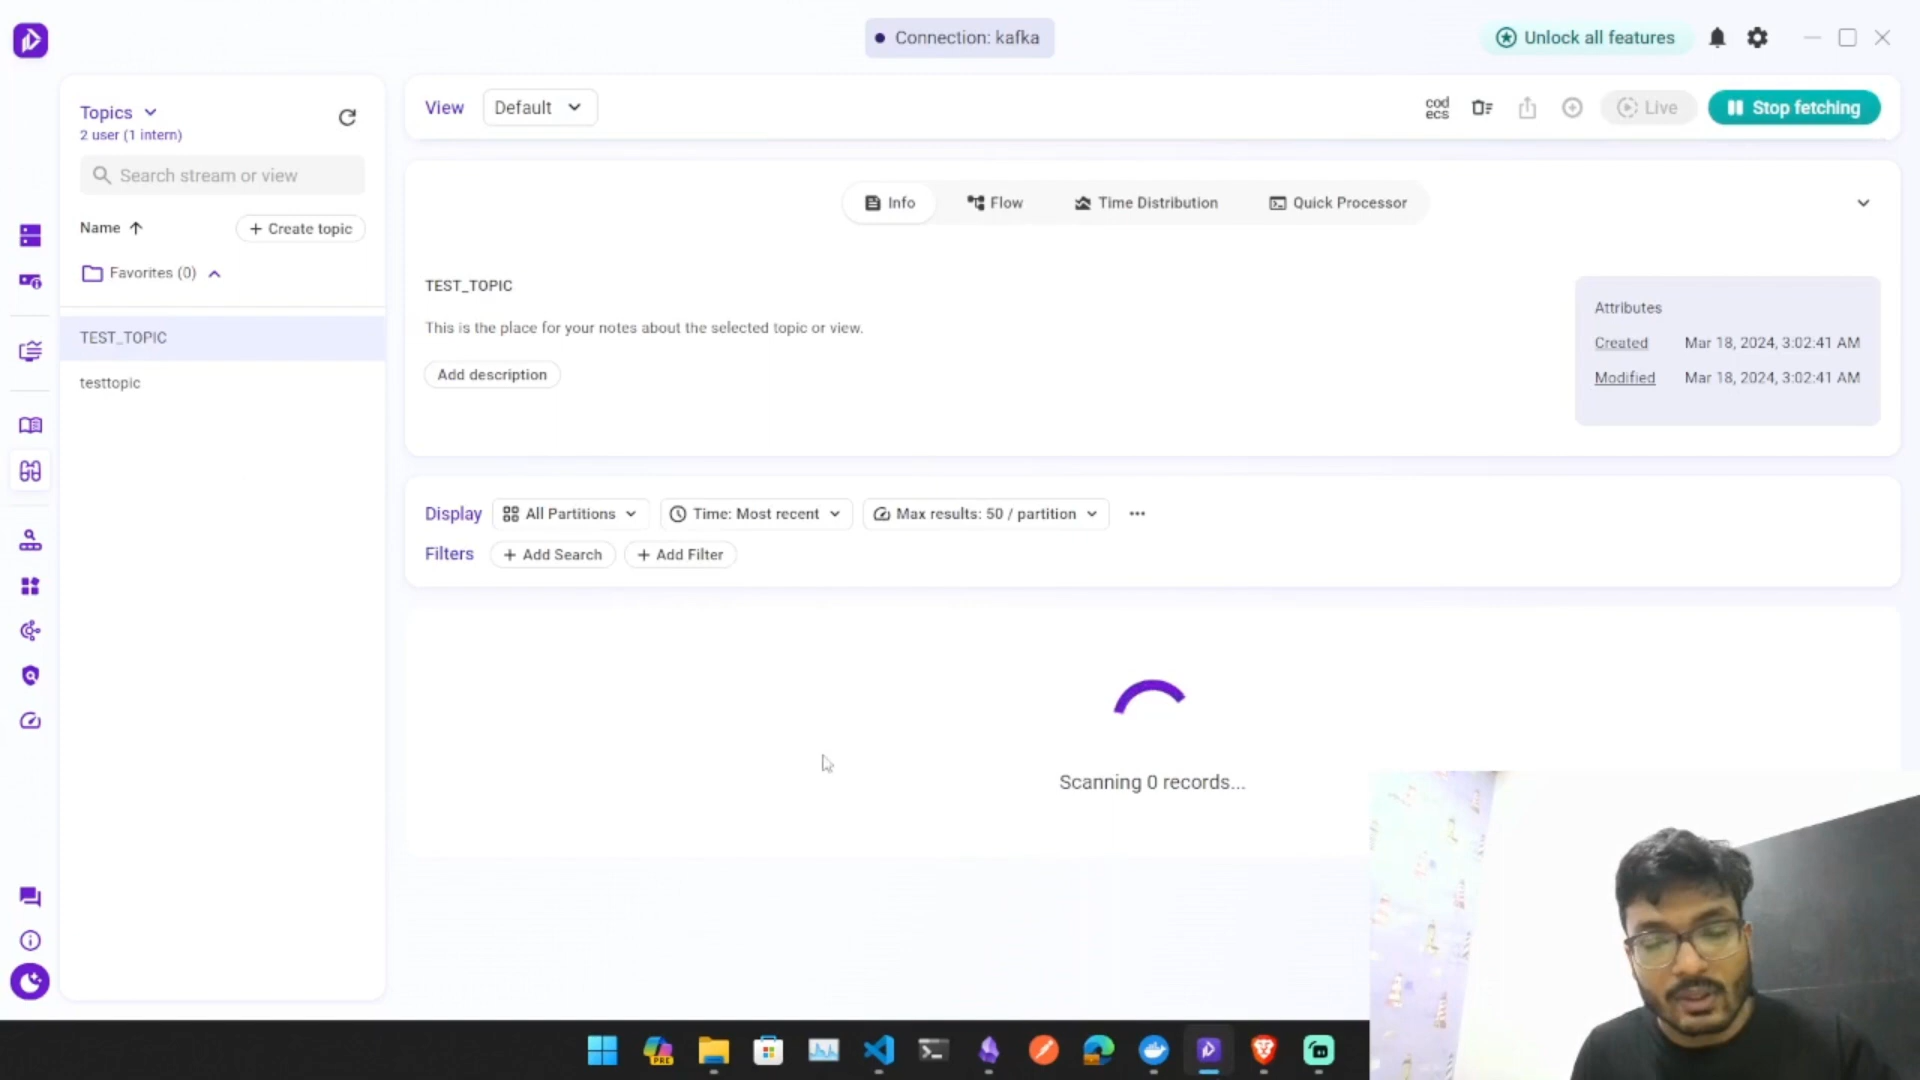 Connection: kafka
Unlock all features
Topics
2 user (1 intern)
Search stream or view
Name
+ Create topic
Favorites (0)
TEST_TOPIC
testtopic
View
Default
cod
ecs
Live
Stop fetching
Info
Flow
Time Distribution
Quick Processor
TEST_TOPIC
This is the place for your notes about the selected topic or view.
Add description
Attributes
Created Mar 18, 2024, 3:02:41 AM
Modified Mar 18, 2024, 3:02:41 AM
Display
All Partitions
Time: Most recent
Max results: 50 / partition
Filters
+ Add Search
+ Add Filter
Scanning 0 records...
PRE